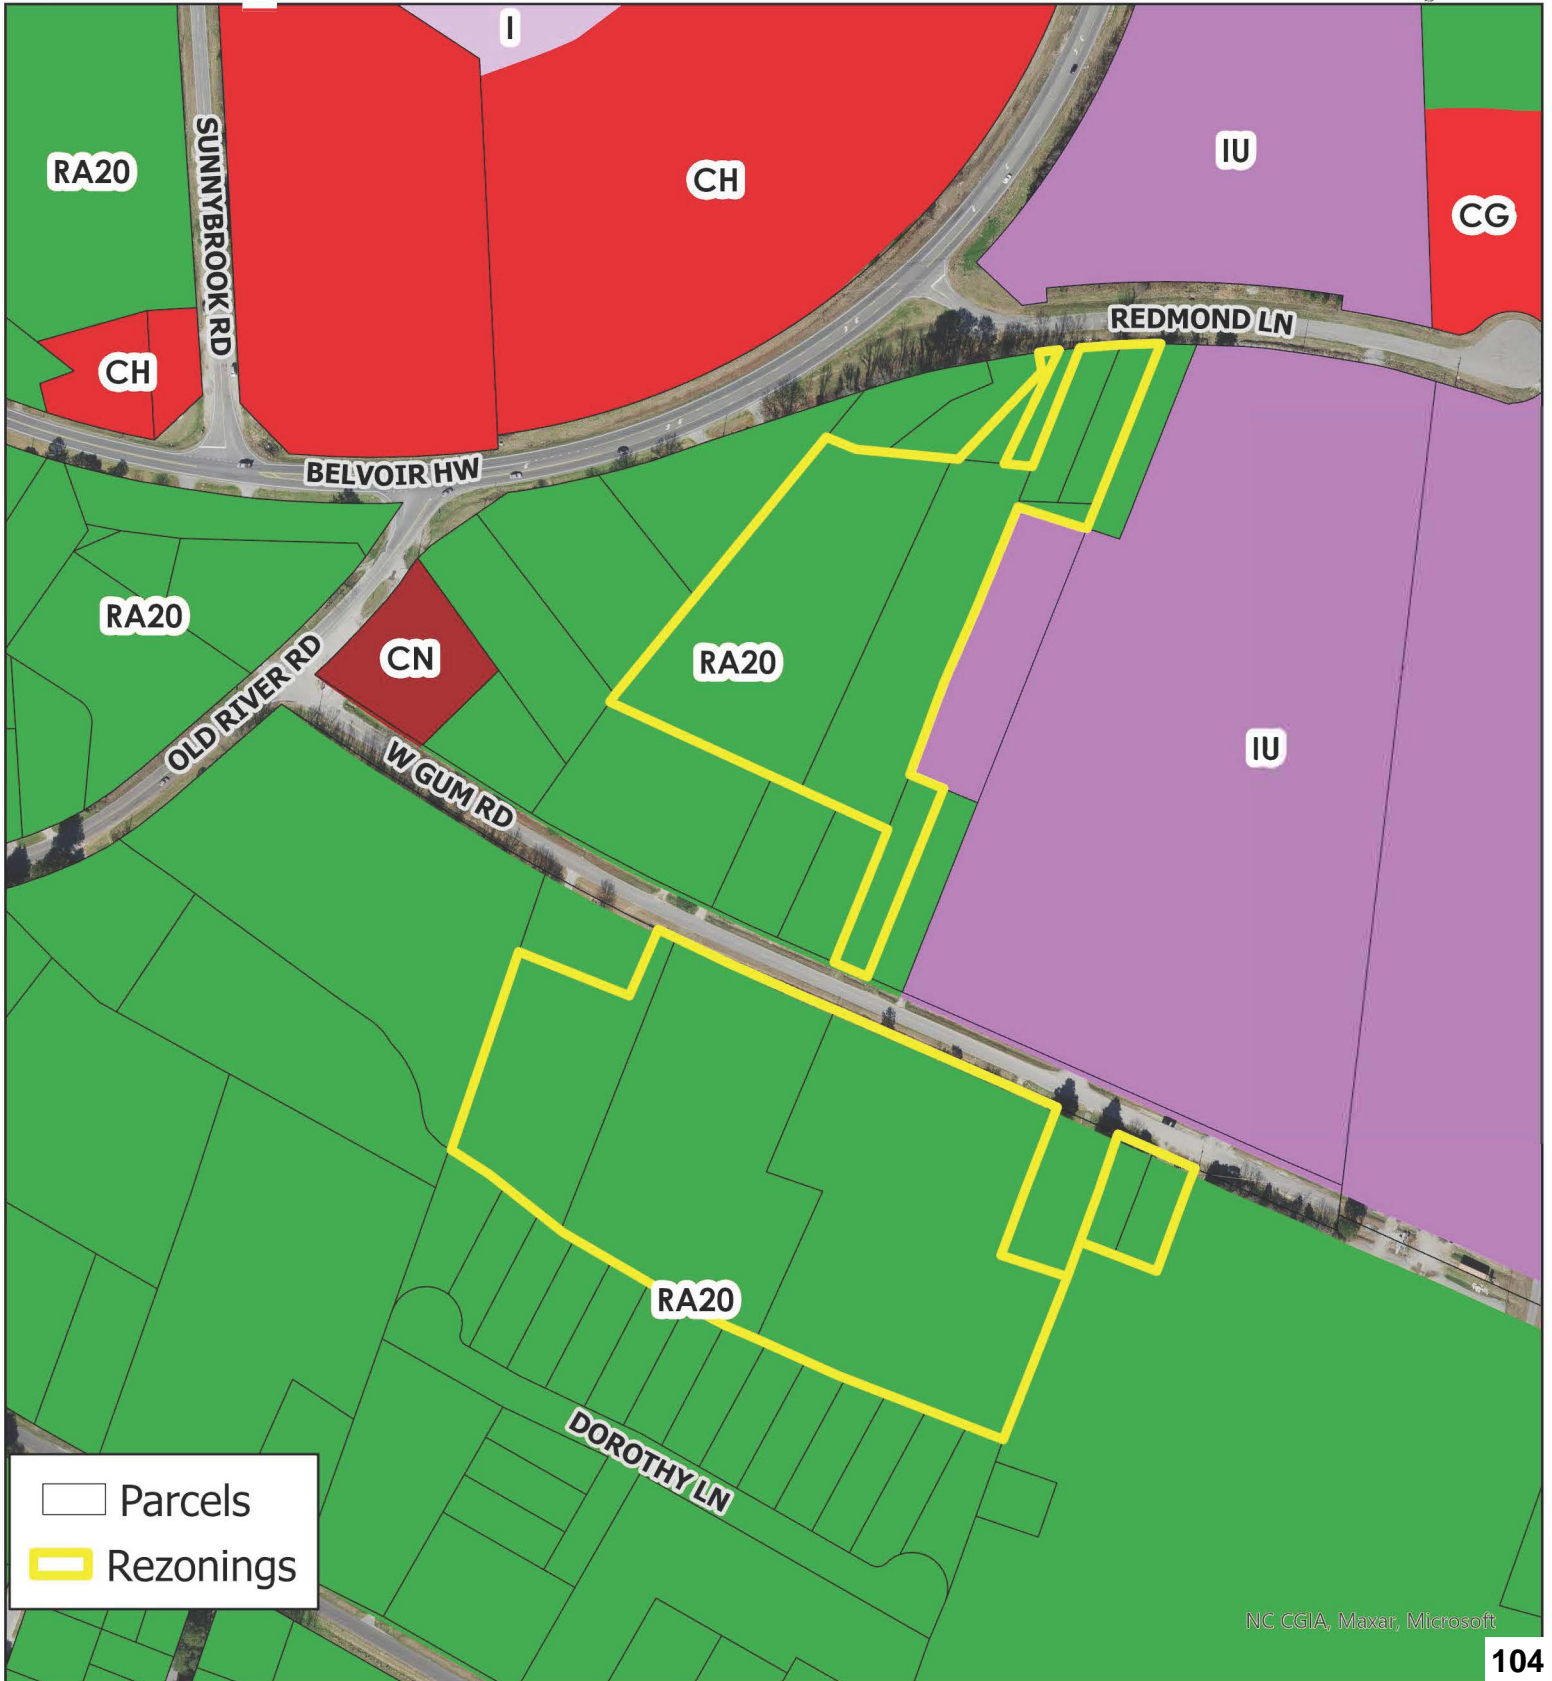 I
IU
SUNNYBROOK RD
RA20
CH
CG
REDMOND LN
CH
BELVOIR HW
RA20
CN
RA20
OLD RIVER RD
IU
W GUM RD
RA20
DOROTHY LN
Parcels
Rezonings
NC CGIA, Maxar, Microsoft
104